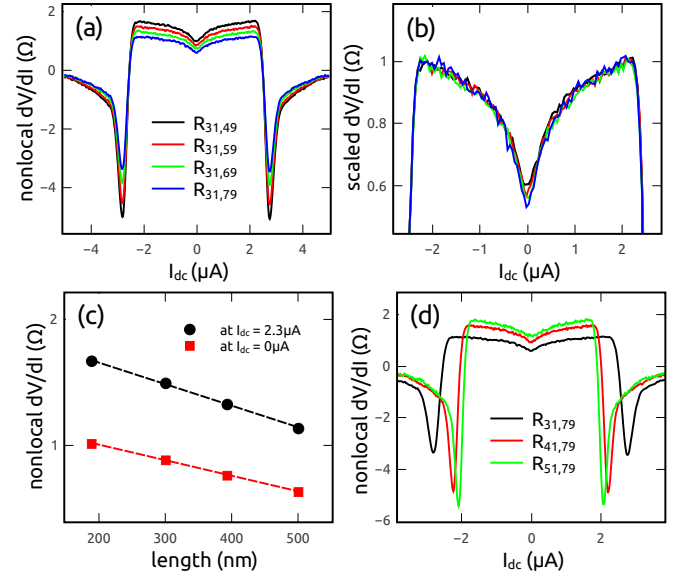 (a)
nonlocal dV/dI (Ω)
2
0
−2
−4
R31,49
R31,59
R31,69
R31,79
−4 −2 0 2 4
Idc (μA)
(b)
scaled dV/dI
1
0.8
0.6
−2 −1 0 1 2
Idc (μA)
(c)
nonlocal dV/dI (Ω)
2
1
at Idc = 2.3μA
at Idc = 0μA
200 300 400 500
length (nm)
(d)
nonlocal dV/dI (Ω)
2
0
−2
−4
−6
R31,79
R41,79
R51,79
−2 0 2
Idc (μA)